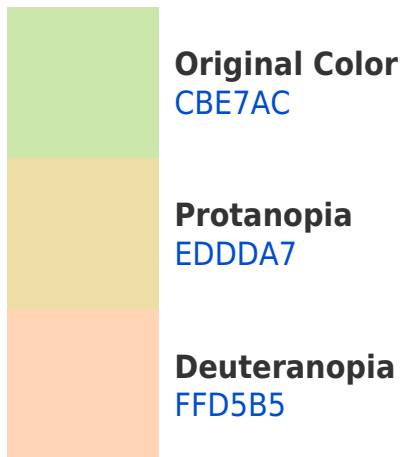 Original Color
CBE7AC
Protanopia
EDDDA7
Deuteranopia
FFD5B5